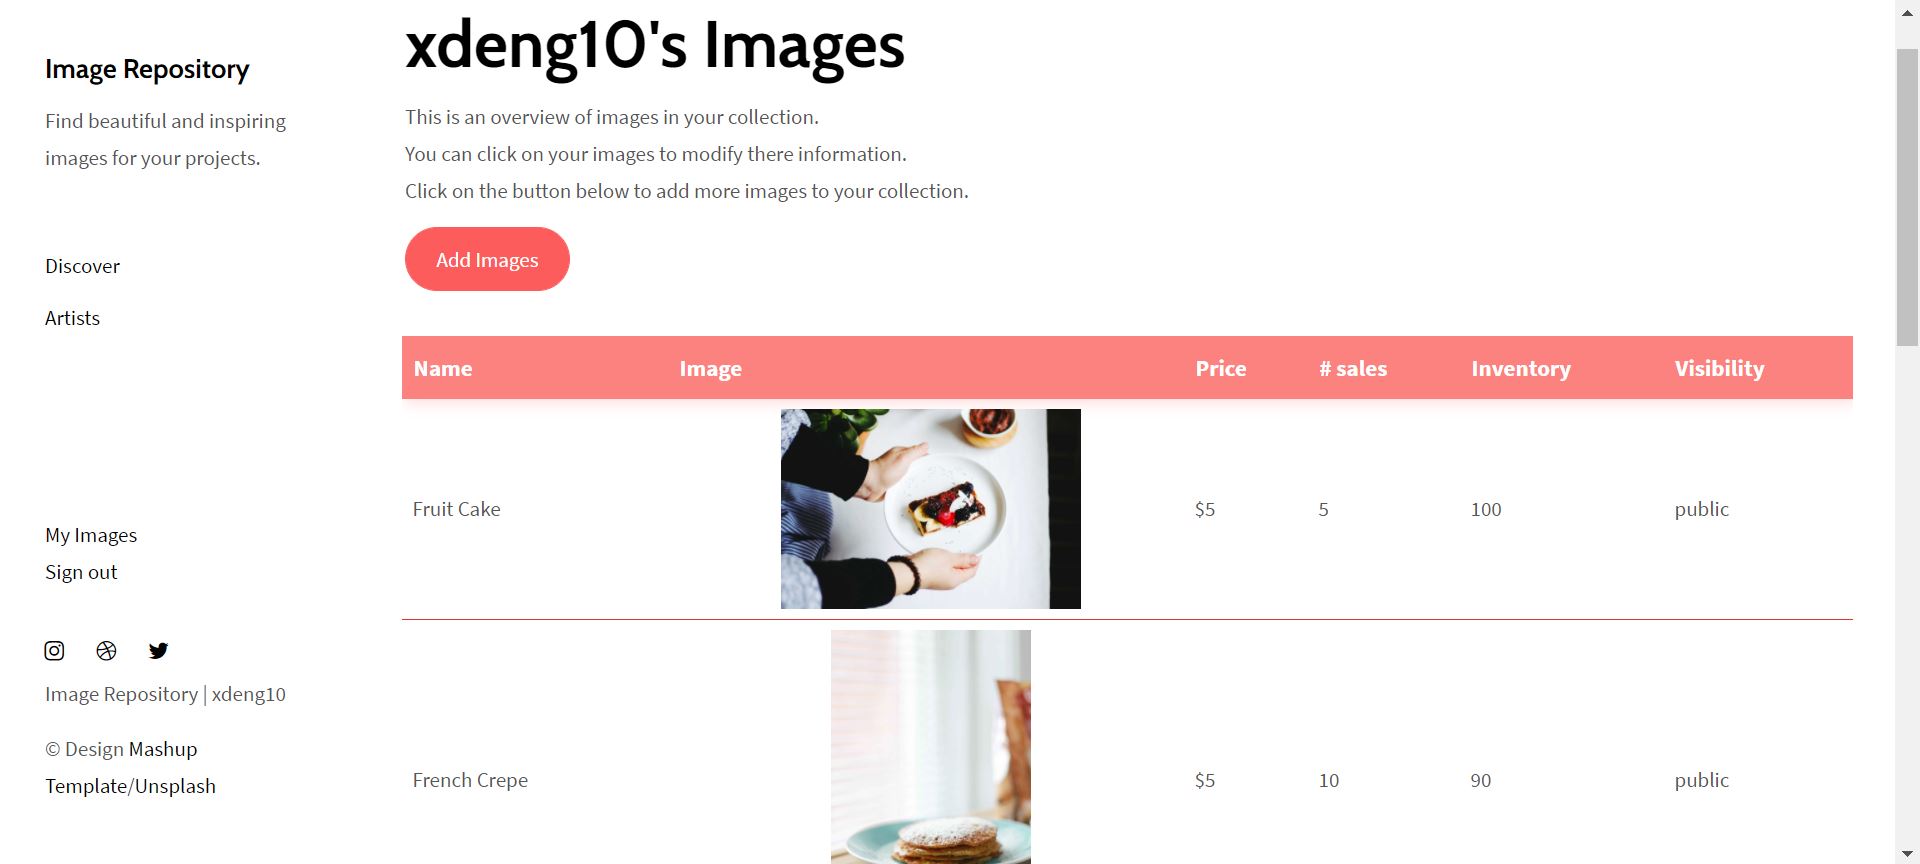 Image Repository
Find beautiful and inspiring
images for your projects.
Discover
Artists
My Images
Sign out
Image Repository | xdeng10
© Design Mashup
Template/Unsplash
xdeng10's Images
This is an overview of images in your collection.
You can click on your images to modify there information.
Click on the button below to add more images to your collection.
Add Images
Name Image Price # sales Inventory Visibility
Fruit Cake $5 5 100 public
French Crepe $5 10 90 public